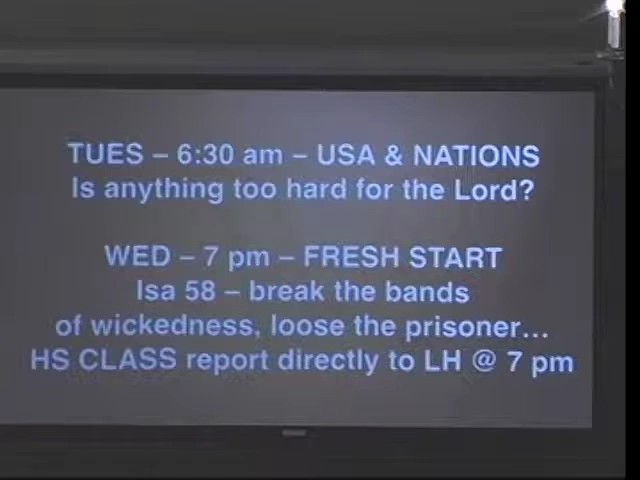 TUES – 6:30 am – USA & NATIONS
Is anything too hard for the Lord?
WED – 7 pm – FRESH START
Isa 58 – break the bands
of wickedness, loose the prisoner...
HS CLASS report directly to LH @ 7 pm